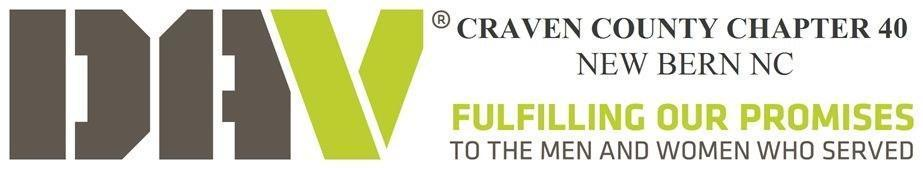 DAV® CRAVEN COUNTY CHAPTER 40
NEW BERN NC
FULFILLING OUR PROMISES
TO THE MEN AND WOMEN WHO SERVED